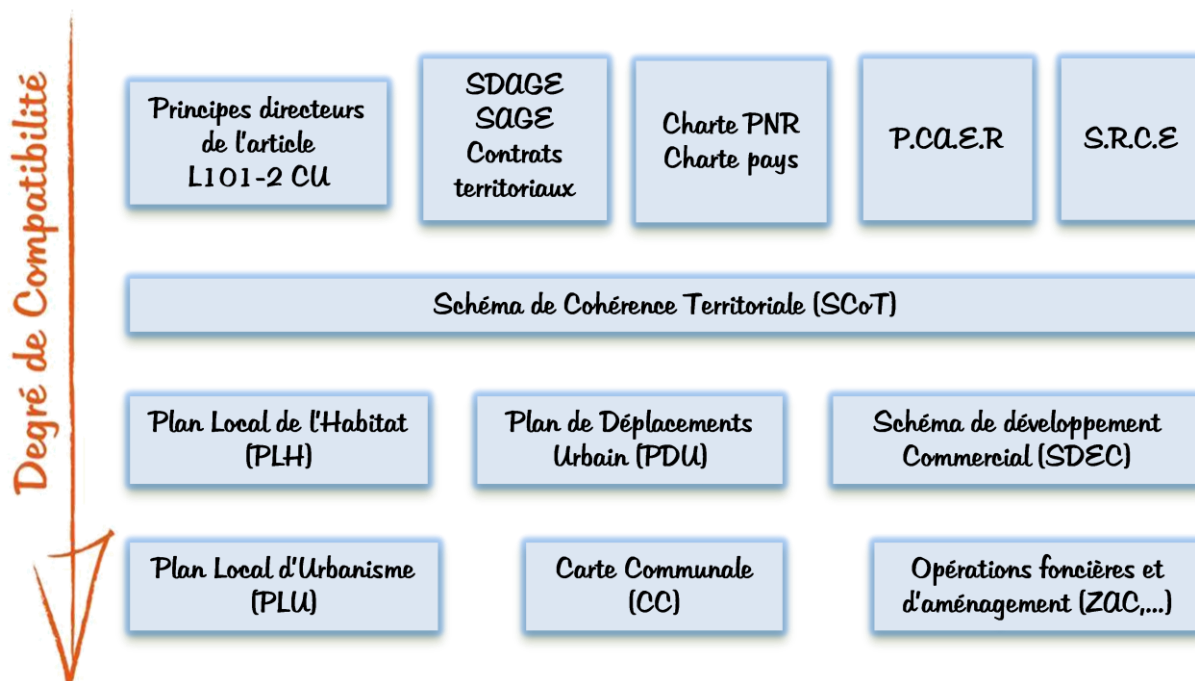 Degré de Compatibilité
Principes directeurs
de l'article
L101-2 CU
SDAGE
SAGE
Contrats
territoriaux
Charte PNR
Charte pays
P.CA.E.R
S.R.C.E
Schéma de Cohérence Territoriale (SCoT)
Plan Local de l'Habitat
(PLH)
Plan de Déplacements
Urbain (PDU)
Schéma de développement
Commercial (SDEC)
Plan Local d'Urbanisme
(PLU)
Carte Communale
(CC)
Opérations foncières et
d'aménagement (ZAC,...)